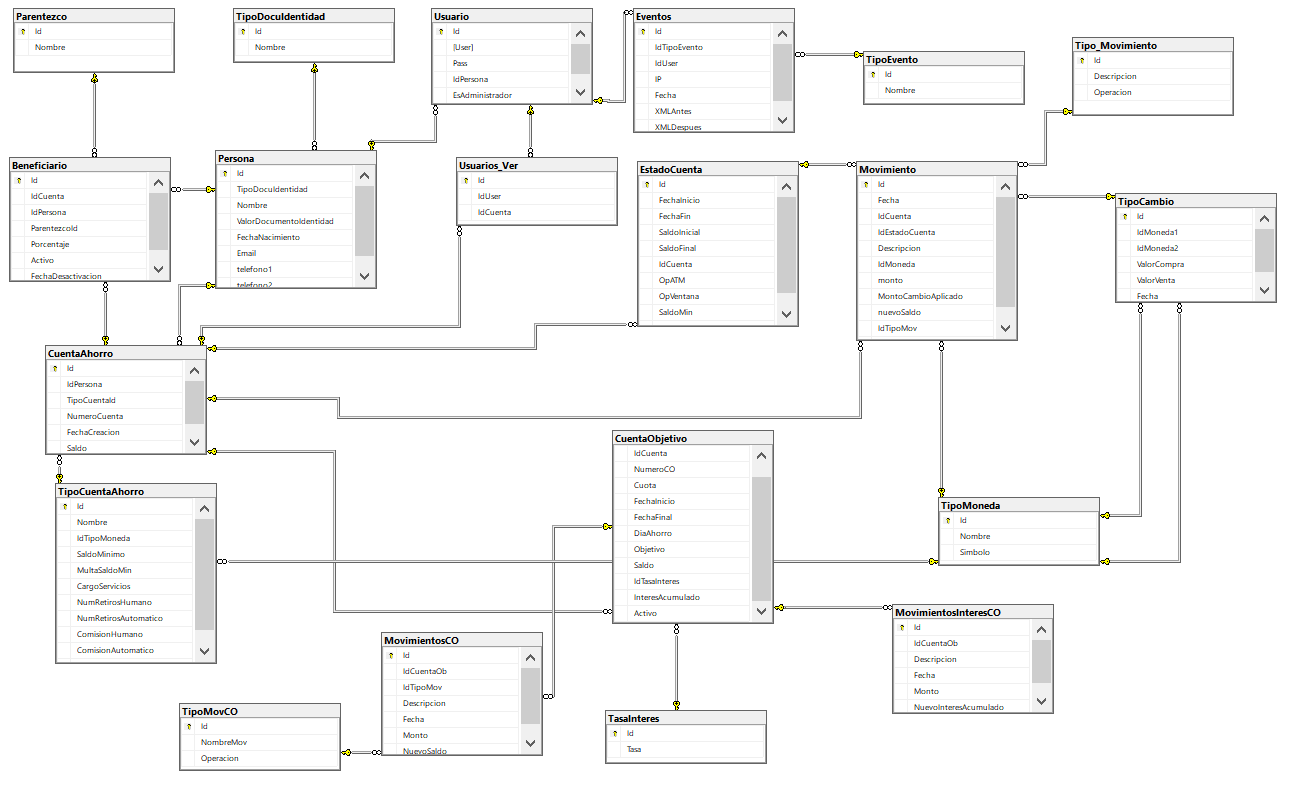 Parentezco
Id
Nombre
TipoDocuIdentidad
Id
Nombre
Usuario
Id
[User]
Pass
IdPersona
EsAdministrador
Eventos
Id
IdTipoEvento
IdUser
IP
Fecha
XMLAntes
XMLDespues
TipoEvento
Id
Nombre
Tipo_Movimiento
Id
Descripcion
Operacion
Beneficiario
Id
IdCuenta
IdPersona
ParentezcoId
Porcentaje
Activo
FechaDesactivacion
Persona
Id
TipoDocuIdentidad
Nombre
ValorDocumentoIdentidad
FechaNacimiento
Email
telefono1
telefono2
Usuarios_Ver
Id
IdUser
IdCuenta
EstadoCuenta
Id
FechaInicio
FechaFin
SaldoInicial
SaldoFinal
IdCuenta
OpATM
OpVentana
SaldoMin
Movimiento
Id
Fecha
IdCuenta
IdEstadoCuenta
Descripcion
IdMoneda
monto
MontoCambioAplicado
nuevoSaldo
IdTipoMov
TipoCambio
Id
IdMoneda1
IdMoneda2
ValorCompra
ValorVenta
Fecha
CuentaAhorro
Id
IdPersona
TipoCuentaId
NumeroCuenta
FechaCreacion
Saldo
TipoCuentaAhorro
Id
Nombre
IdTipoMoneda
SaldoMinimo
MultaSaldoMin
CargoServicios
NumRetirosHumano
NumRetirosAutomatico
ComisionHumano
ComisionAutomatico
CuentaObjetivo
IdCuenta
NumeroCO
Cuota
FechaInicio
FechaFinal
DiaAhorro
Objetivo
Saldo
IdTasaInteres
InteresAcumulado
Activo
TipoMoneda
Id
Nombre
Simbolo
MovimientosInteresCO
Id
IdCuentaOb
Descripcion
Fecha
Monto
NuevoInteresAcumulado
MovimientosCO
Id
IdCuentaOb
IdTipoMov
Descripcion
Fecha
Monto
NuevoSaldo
TipoMovCO
Id
NombreMov
Operacion
TasaInteres
Id
Tasa